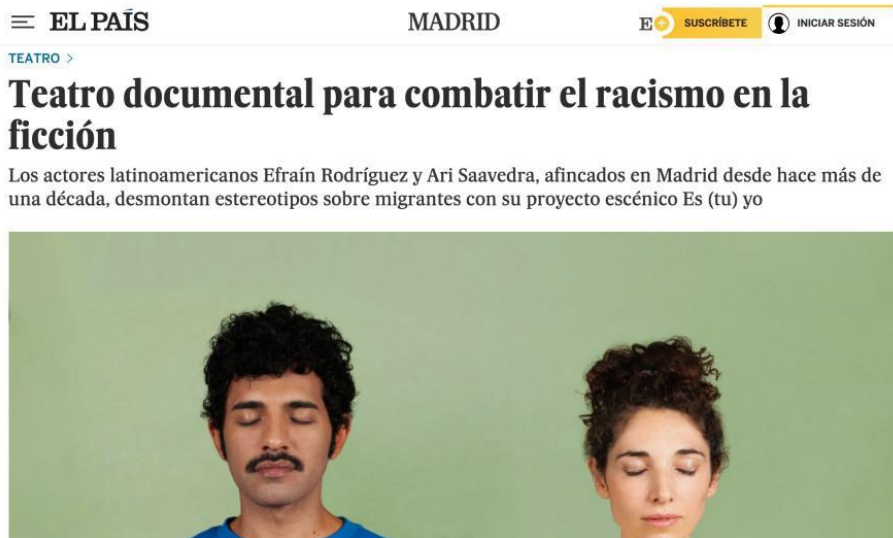 EL PAÍS
MADRID
E+ SUSCRÍBETE
INICIAR SESIÓN
TEATRO >
Teatro documental para combatir el racismo en la
ficción
Los actores latinoamericanos Efraín Rodríguez y Ari Saavedra, afincados en Madrid desde hace más de
una década, desmontan estereotipos sobre migrantes con su proyecto escénico Es (tu) yo